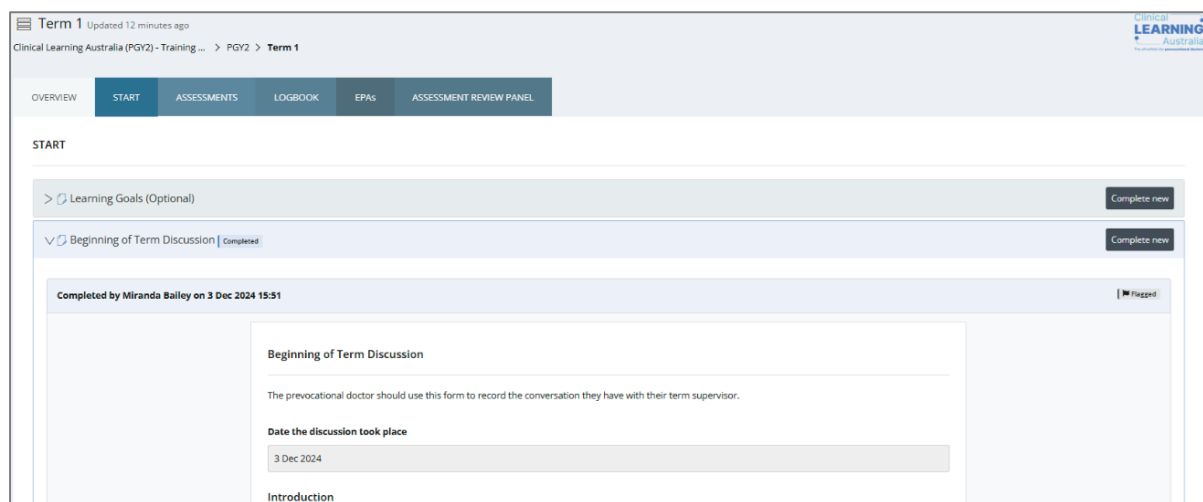 Term 1 Updated 12 minutes ago
Clinical
LEARNING
Australia
Clinical Learning Australia (PGY2) - Training ... > PGY2 > Term 1
OVERVIEW START ASSESSMENTS LOGBOOK EPAs ASSESSMENT REVIEW PANEL
START
Learning Goals (Optional) Complete new
Beginning of Term Discussion Completed Complete new
Completed by Miranda Bailey on 3 Dec 2024 15:51 Flagged
Beginning of Term Discussion
The prevocational doctor should use this form to record the conversation they have with their term supervisor.
Date the discussion took place
3 Dec 2024
Introduction